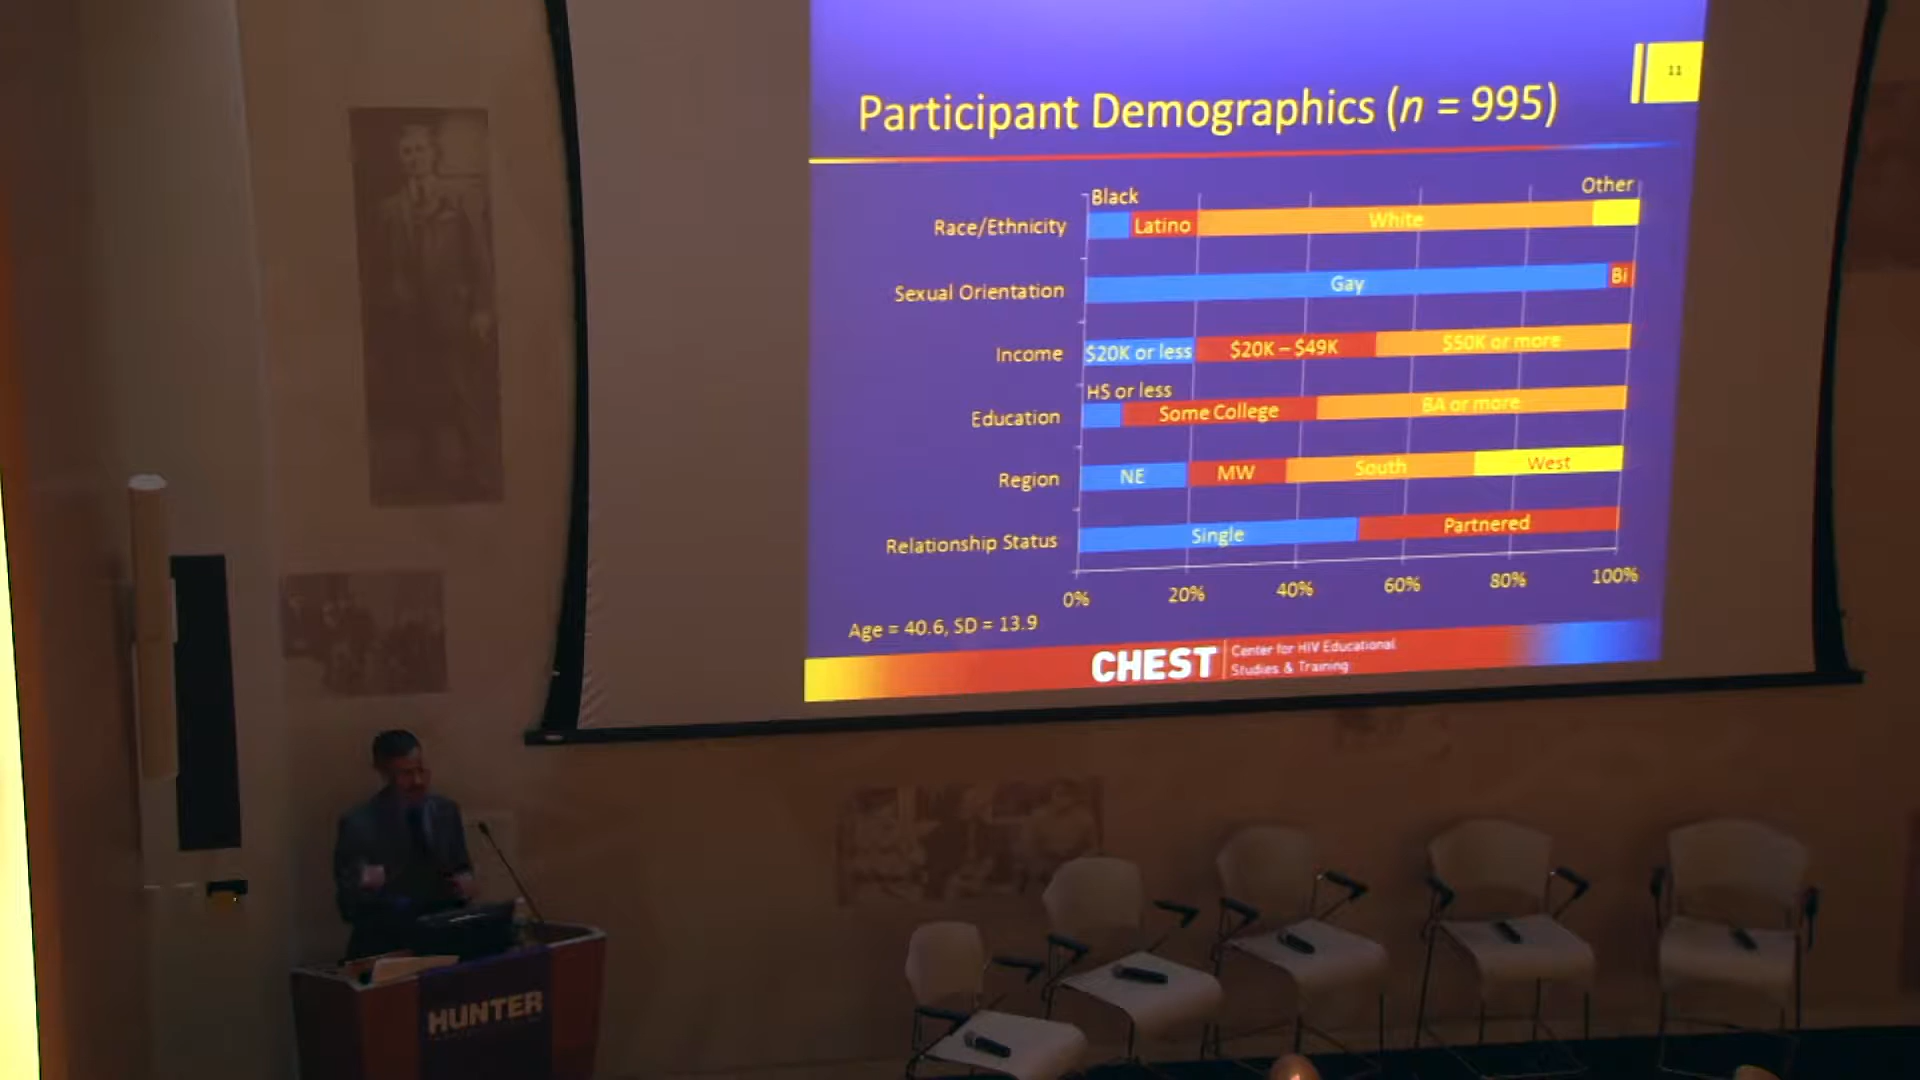 11
Participant Demographics (n = 995)
Black
Other
Race/Ethnicity
Latino
White
Sexual Orientation
Gay
Bi
Income
$20K or less
$20K – $49K
$50K or more
HS or less
Education
Some College
BA or more
Region
NE
MW
South
West
Relationship Status
Single
Partnered
0%
20%
40%
60%
80%
100%
Age = 40.6, SD = 13.9
CHEST
Center for HIV Educational
Studies & Training
HUNTER